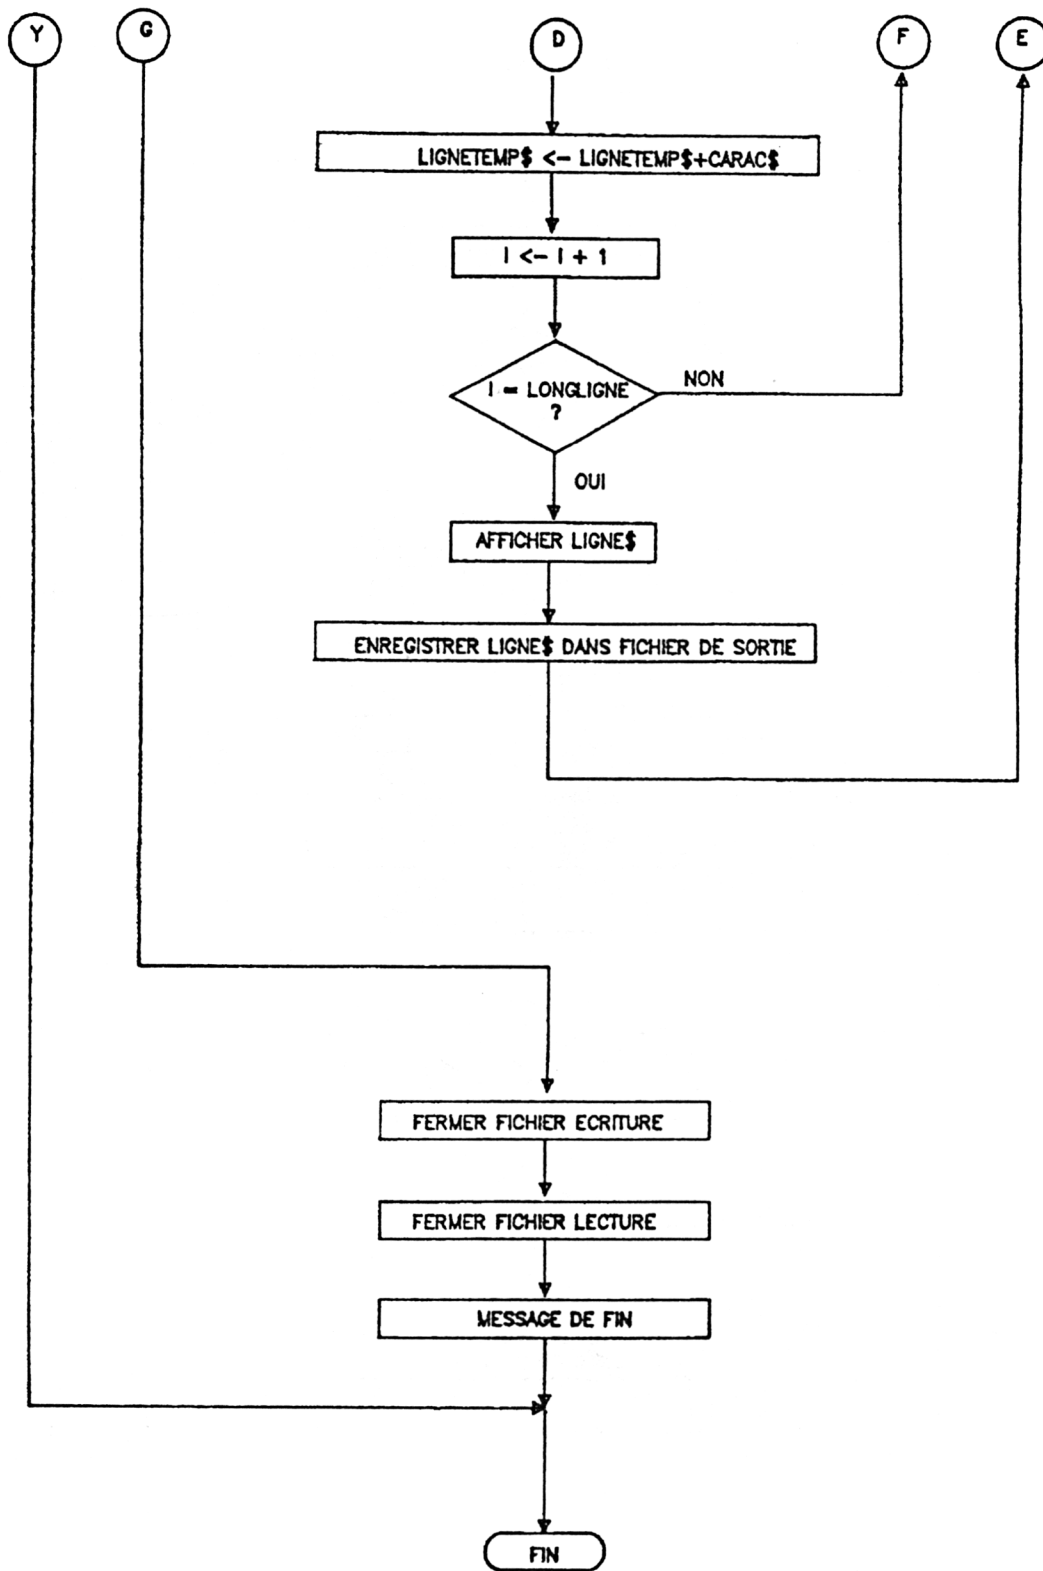 Y G D F E
LIGNETEMP$ <- LIGNETEMP$+CARAC$
I <- I + 1
I = LONGLIGNE
?
NON
OUI
AFFICHER LIGNE$
ENREGISTRER LIGNE$ DANS FICHIER DE SORTIE
FERMER FICHIER ECRITURE
FERMER FICHIER LECTURE
MESSAGE DE FIN
FIN